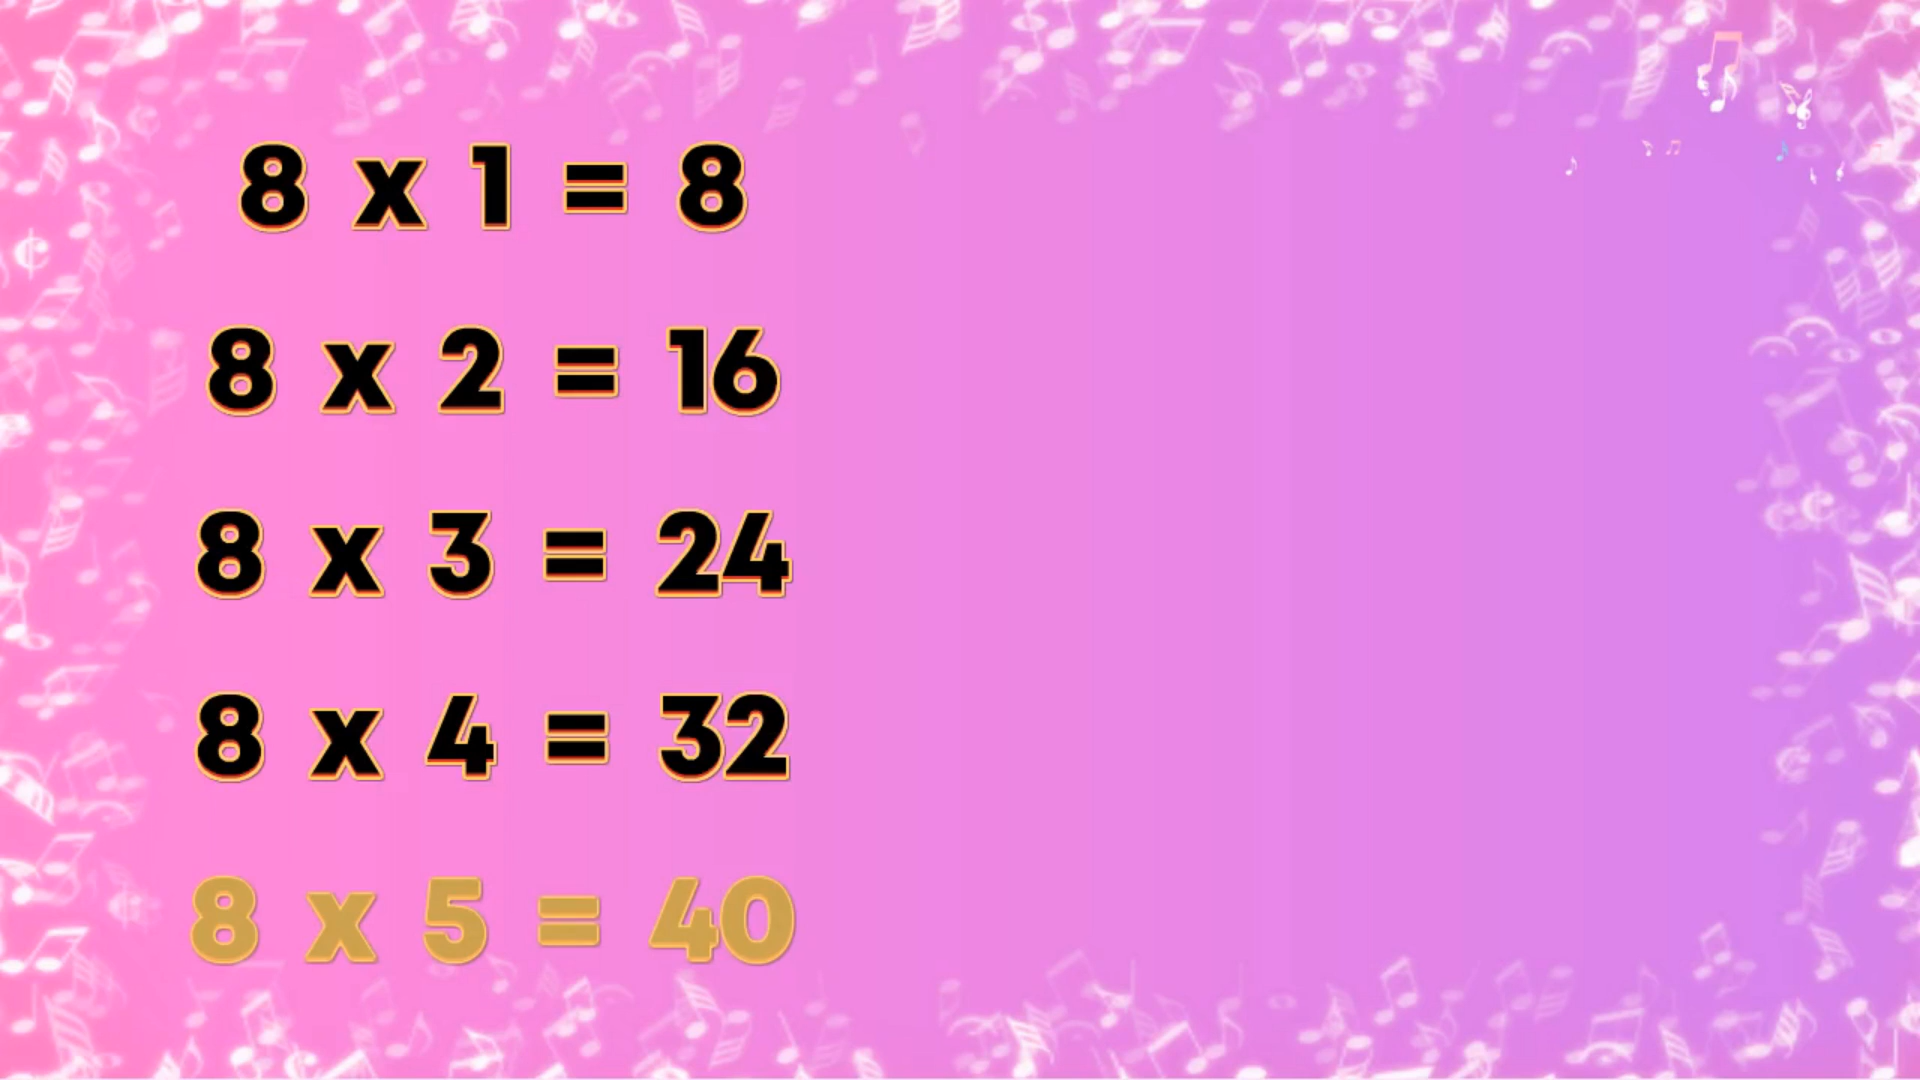 8 x 1 = 8
8 x 2 = 16
8 x 3 = 24
8 x 4 = 32
8 x 5 = 40